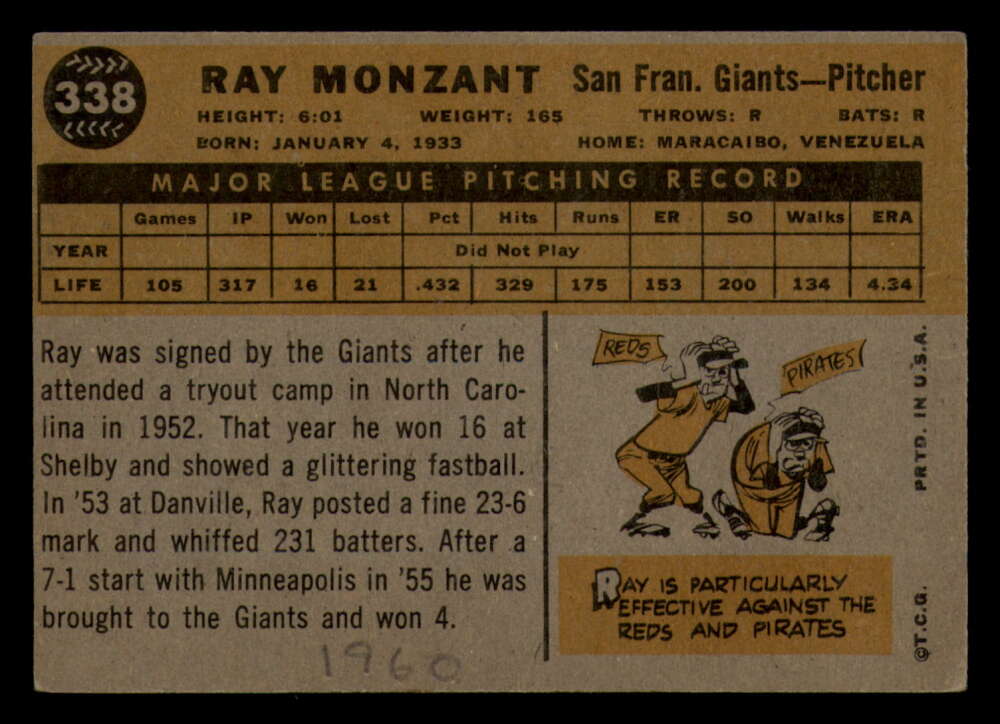 338
RAY MONZANT San Fran. Giants—Pitcher
HEIGHT: 6:01 WEIGHT: 165 THROWS: R BATS: R
BORN: JANUARY 4, 1933 HOME: MARACAIBO, VENEZUELA
MAJOR LEAGUE PITCHING RECORD
Games IP Won Lost Pct Hits Runs ER SO Walks ERA
YEAR Did Not Play
LIFE 105 317 16 21 .432 329 175 153 200 134 4.34
Ray was signed by the Giants after he
attended a tryout camp in North Caro-
lina in 1952. That year he won 16 at
Shelby and showed a glittering fastball.
In '53 at Danville, Ray posted a fine 23-6
mark and whiffed 231 batters. After a
7-1 start with Minneapolis in '55 he was
brought to the Giants and won 4.
1960
REDS
PIRATES
RAY IS PARTICULARLY
EFFECTIVE AGAINST THE
REDS AND PIRATES
©T.C.G. PRTD. IN U.S.A.